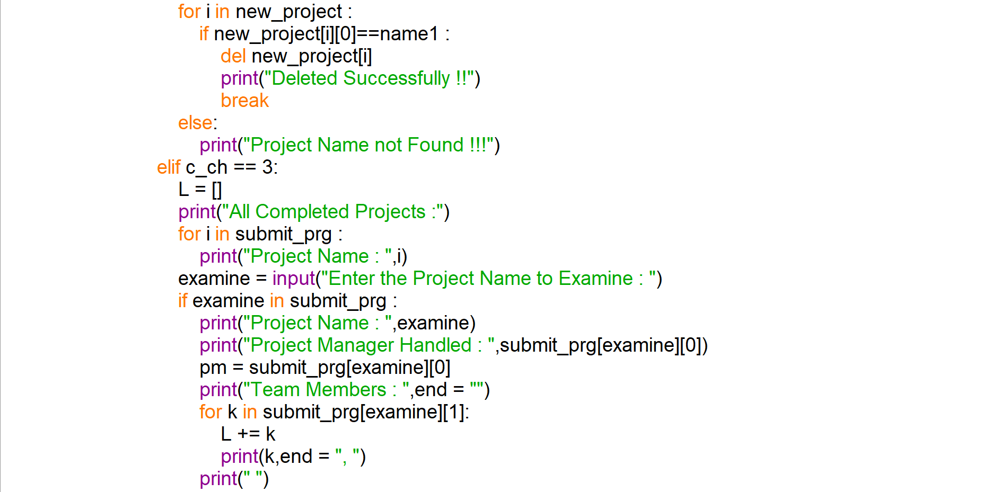 for i in new_project :
if new_project[i][0]==name1 :
del new_project[i]
print("Deleted Successfully !!")
break
else:
print("Project Name not Found !!!")
elif c_ch == 3:
L = []
print("All Completed Projects :")
for i in submit_prg :
print("Project Name : ",i)
examine = input("Enter the Project Name to Examine : ")
if examine in submit_prg :
print("Project Name : ",examine)
print("Project Manager Handled : ",submit_prg[examine][0])
pm = submit_prg[examine][0]
print("Team Members : ",end = "")
for k in submit_prg[examine][1]:
L += k
print(k,end = ", ")
print(" ")